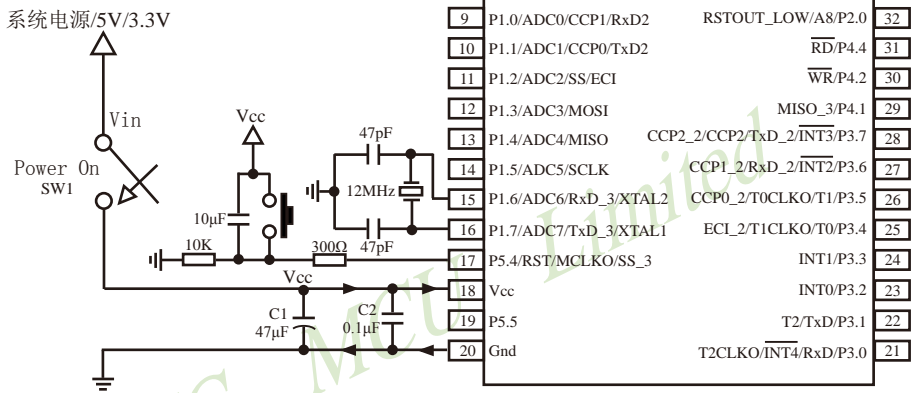 系统电源/5V/3.3V
Vin
Power On
SW1
Vcc
10μF
10K
300Ω
47pF
12MHz
47pF
Vcc
C1
47μF
C2
0.1μF
9 P1.0/ADC0/CCP1/RxD2
10 P1.1/ADC1/CCP0/TxD2
11 P1.2/ADC2/SS/ECI
12 P1.3/ADC3/MOSI
13 P1.4/ADC4/MISO
14 P1.5/ADC5/SCLK
15 P1.6/ADC6/RxD_3/XTAL2
16 P1.7/ADC7/TxD_3/XTAL1
17 P5.4/RST/MCLKO/SS_3
18 Vcc
19 P5.5
20 Gnd
RSTOUT_LOW/A8/P2.0 32
RD/P4.4 31
WR/P4.2 30
MISO_3/P4.1 29
CCP2_2/CCP2/TxD_2/INT3/P3.7 28
CCP1_2/RxD_2/INT2/P3.6 27
CCP0_2/T0CLKO/T1/P3.5 26
ECI_2/T1CLKO/T0/P3.4 25
INT1/P3.3 24
INT0/P3.2 23
T2/TxD/P3.1 22
T2CLKO/INT4/RxD/P3.0 21
MCU Limited